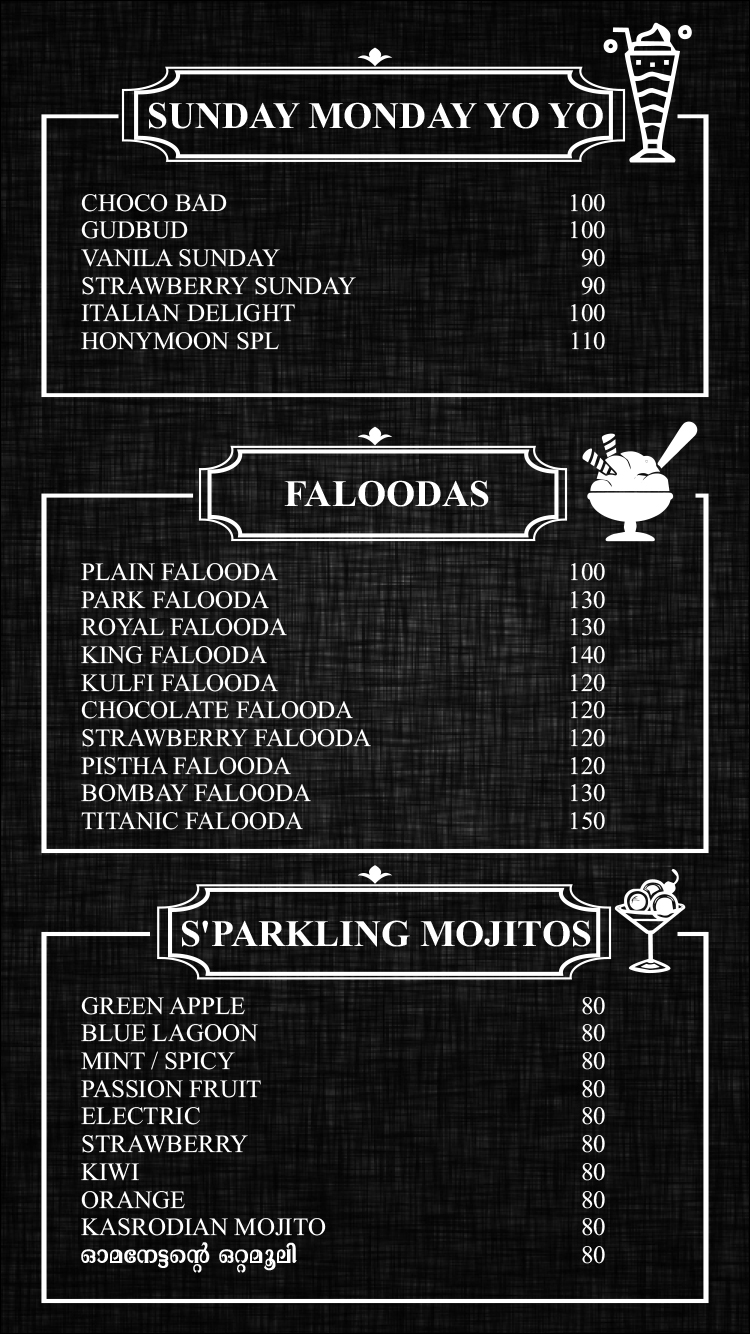 SUNDAY MONDAY YO YO
CHOCO BAD 100
GUDBUD 100
VANILA SUNDAY 90
STRAWBERRY SUNDAY 90
ITALIAN DELIGHT 100
HONYMOON SPL 110
FALOODAS
PLAIN FALOODA 100
PARK FALOODA 130
ROYAL FALOODA 130
KING FALOODA 140
KULFI FALOODA 120
CHOCOLATE FALOODA 120
STRAWBERRY FALOODA 120
PISTHA FALOODA 120
BOMBAY FALOODA 130
TITANIC FALOODA 150
S'PARKLING MOJITOS
GREEN APPLE 80
BLUE LAGOON 80
MINT / SPICY 80
PASSION FRUIT 80
ELECTRIC 80
STRAWBERRY 80
KIWI 80
ORANGE 80
KASRODIAN MOJITO 80
ഓമനേട്ടന്റെ ഒറ്റമൂലി 80